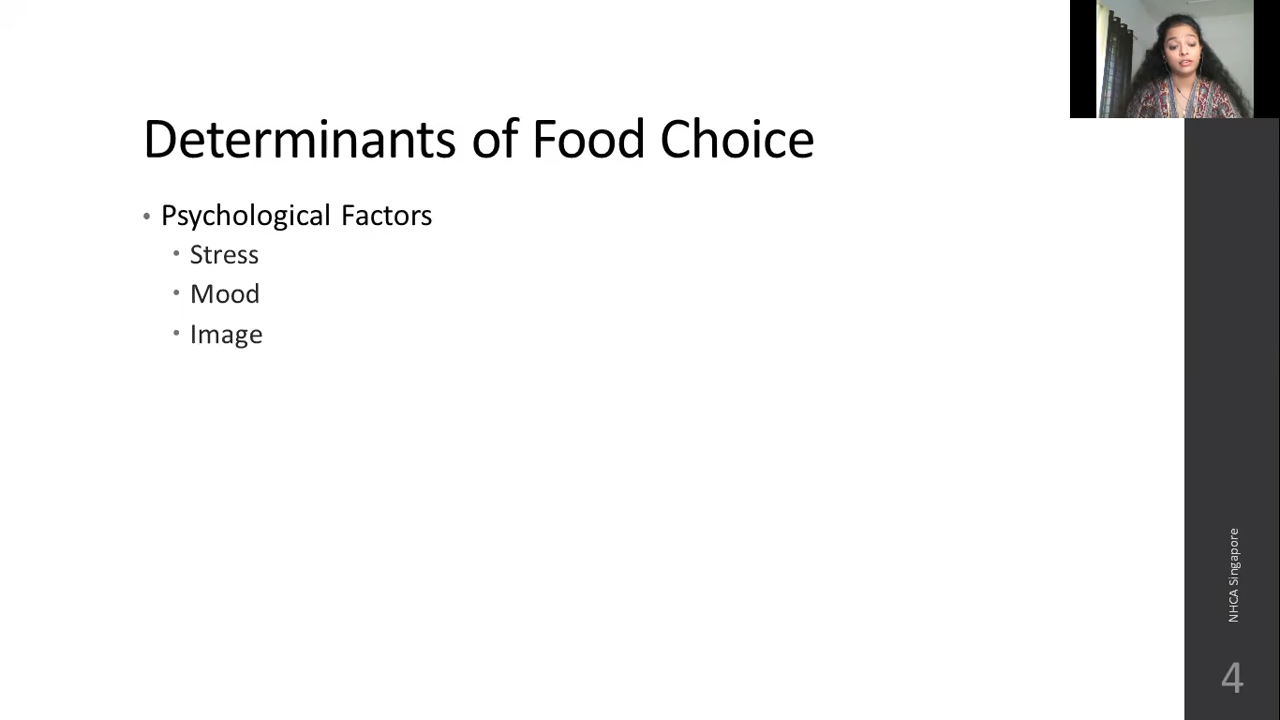 Determinants of Food Choice
• Psychological Factors
• Stress
• Mood
• Image
NHCA Singapore
4